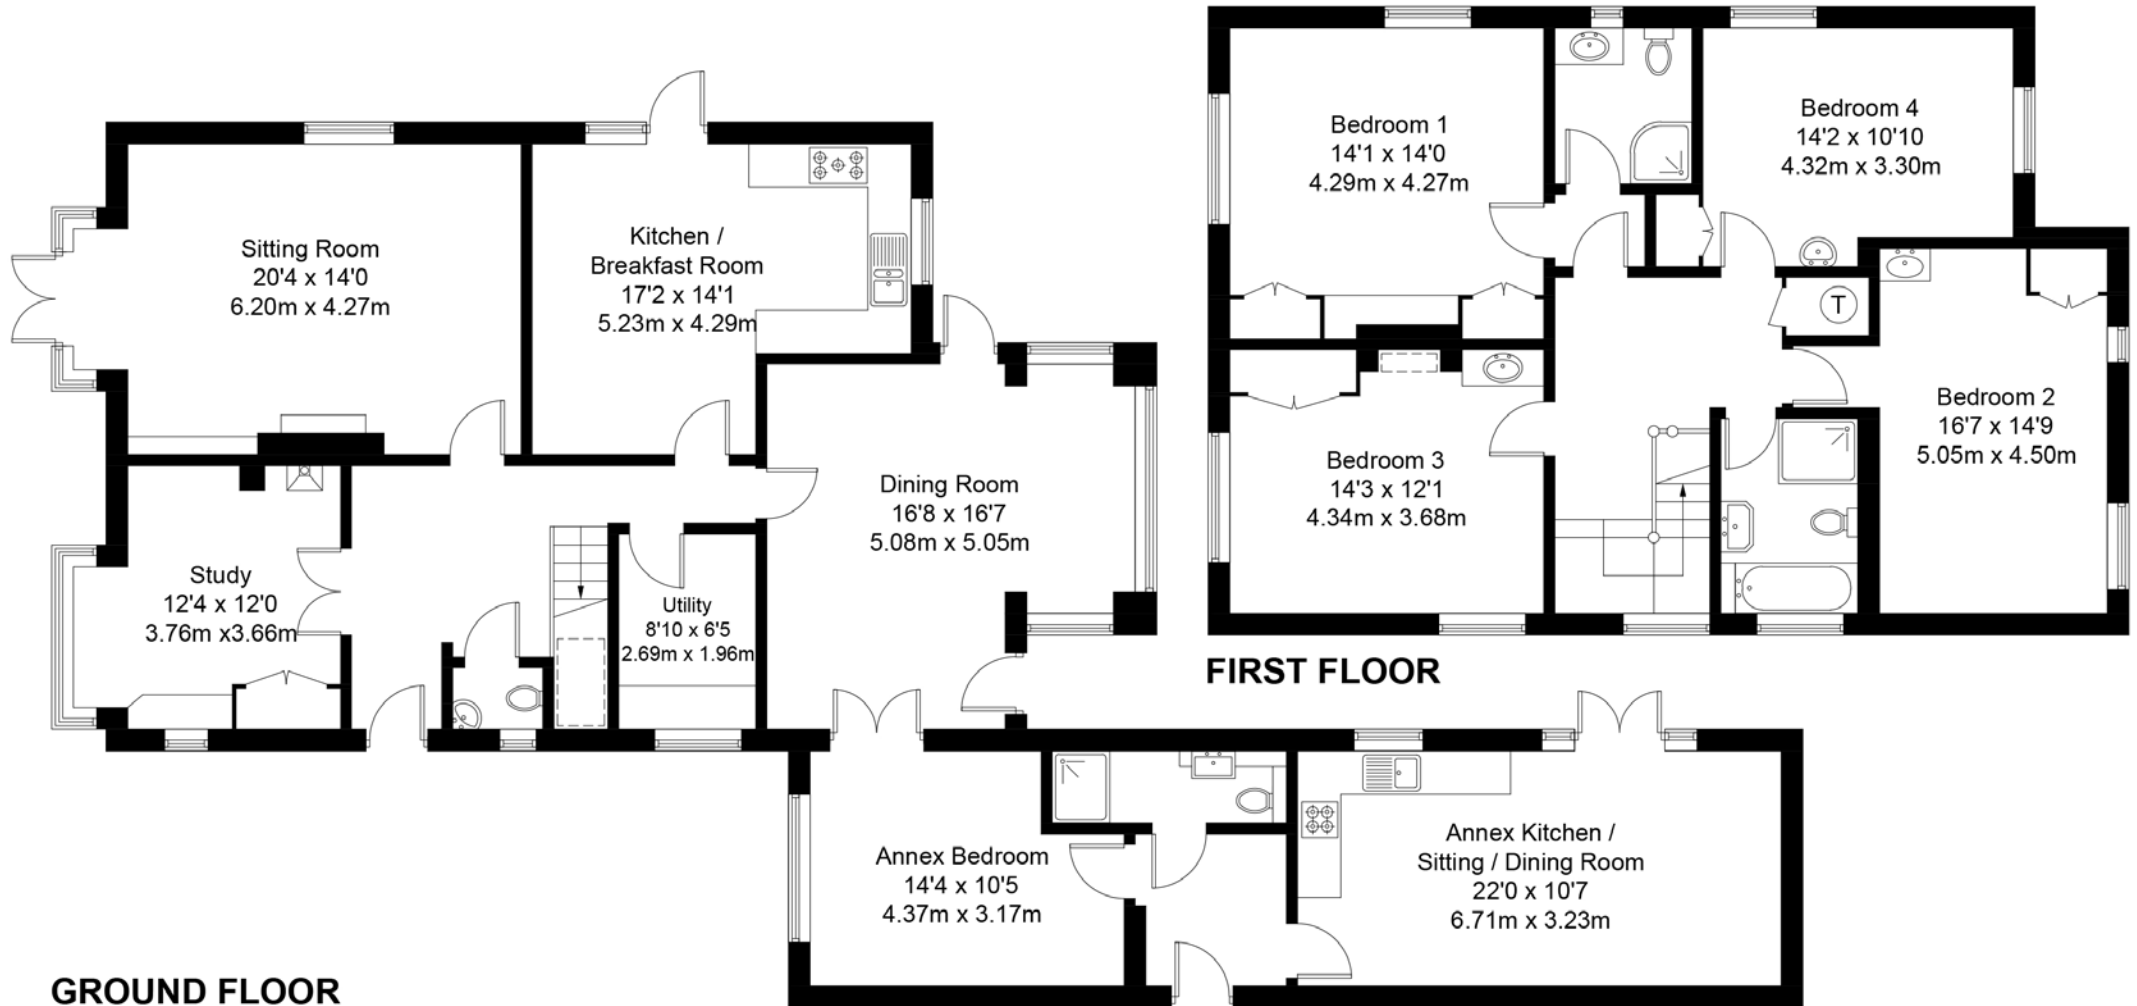 Sitting Room
20'4 x 14'0
6.20m x 4.27m
Kitchen /
Breakfast Room
17'2 x 14'1
5.23m x 4.29m
Study
12'4 x 12'0
3.76m x3.66m
Utility
8'10 x 6'5
2.69m x 1.96m
Dining Room
16'8 x 16'7
5.08m x 5.05m
Annex Bedroom
14'4 x 10'5
4.37m x 3.17m
Annex Kitchen /
Sitting / Dining Room
22'0 x 10'7
6.71m x 3.23m
GROUND FLOOR
Bedroom 1
14'1 x 14'0
4.29m x 4.27m
Bedroom 4
14'2 x 10'10
4.32m x 3.30m
T
Bedroom 2
16'7 x 14'9
5.05m x 4.50m
Bedroom 3
14'3 x 12'1
4.34m x 3.68m
FIRST FLOOR